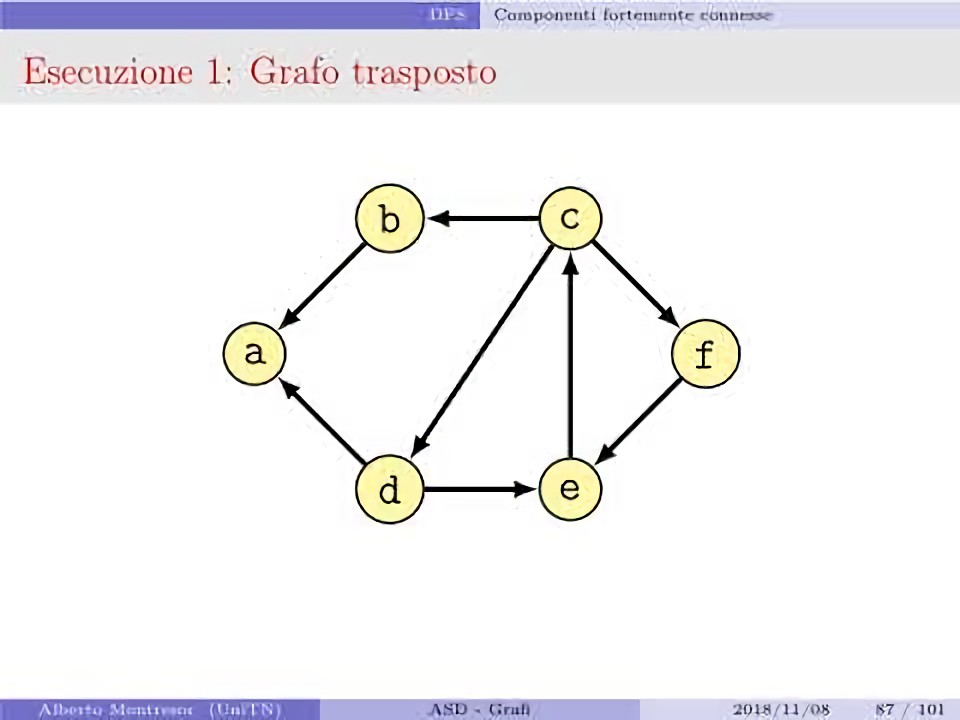 DFS Componenti fortemente connesse
Esecuzione 1: Grafo trasposto
b
c
a
f
d
e
Alberto Montresor (UniTN) ASD - Grafi 2018/11/08 87 / 101